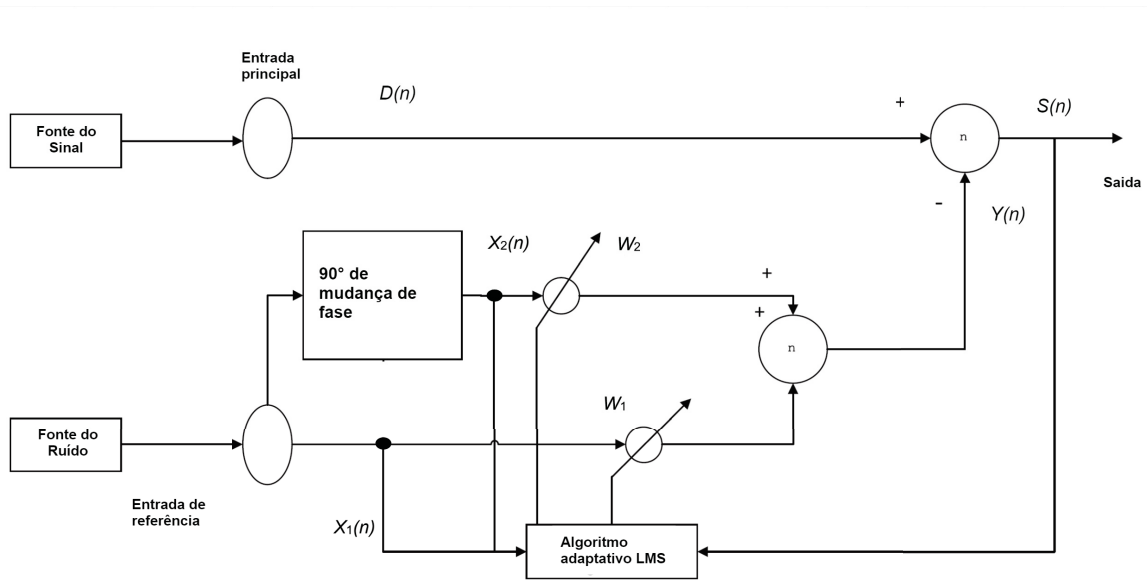 Entrada
principal
D(n)
+
S(n)
Fonte do
Sinal
n
Saida
-
Y(n)
X2(n)
W2
90° de
mudança de
fase
+
+
n
W1
Fonte do
Ruído
Entrada de
referência
X1(n)
Algoritmo
adaptativo LMS